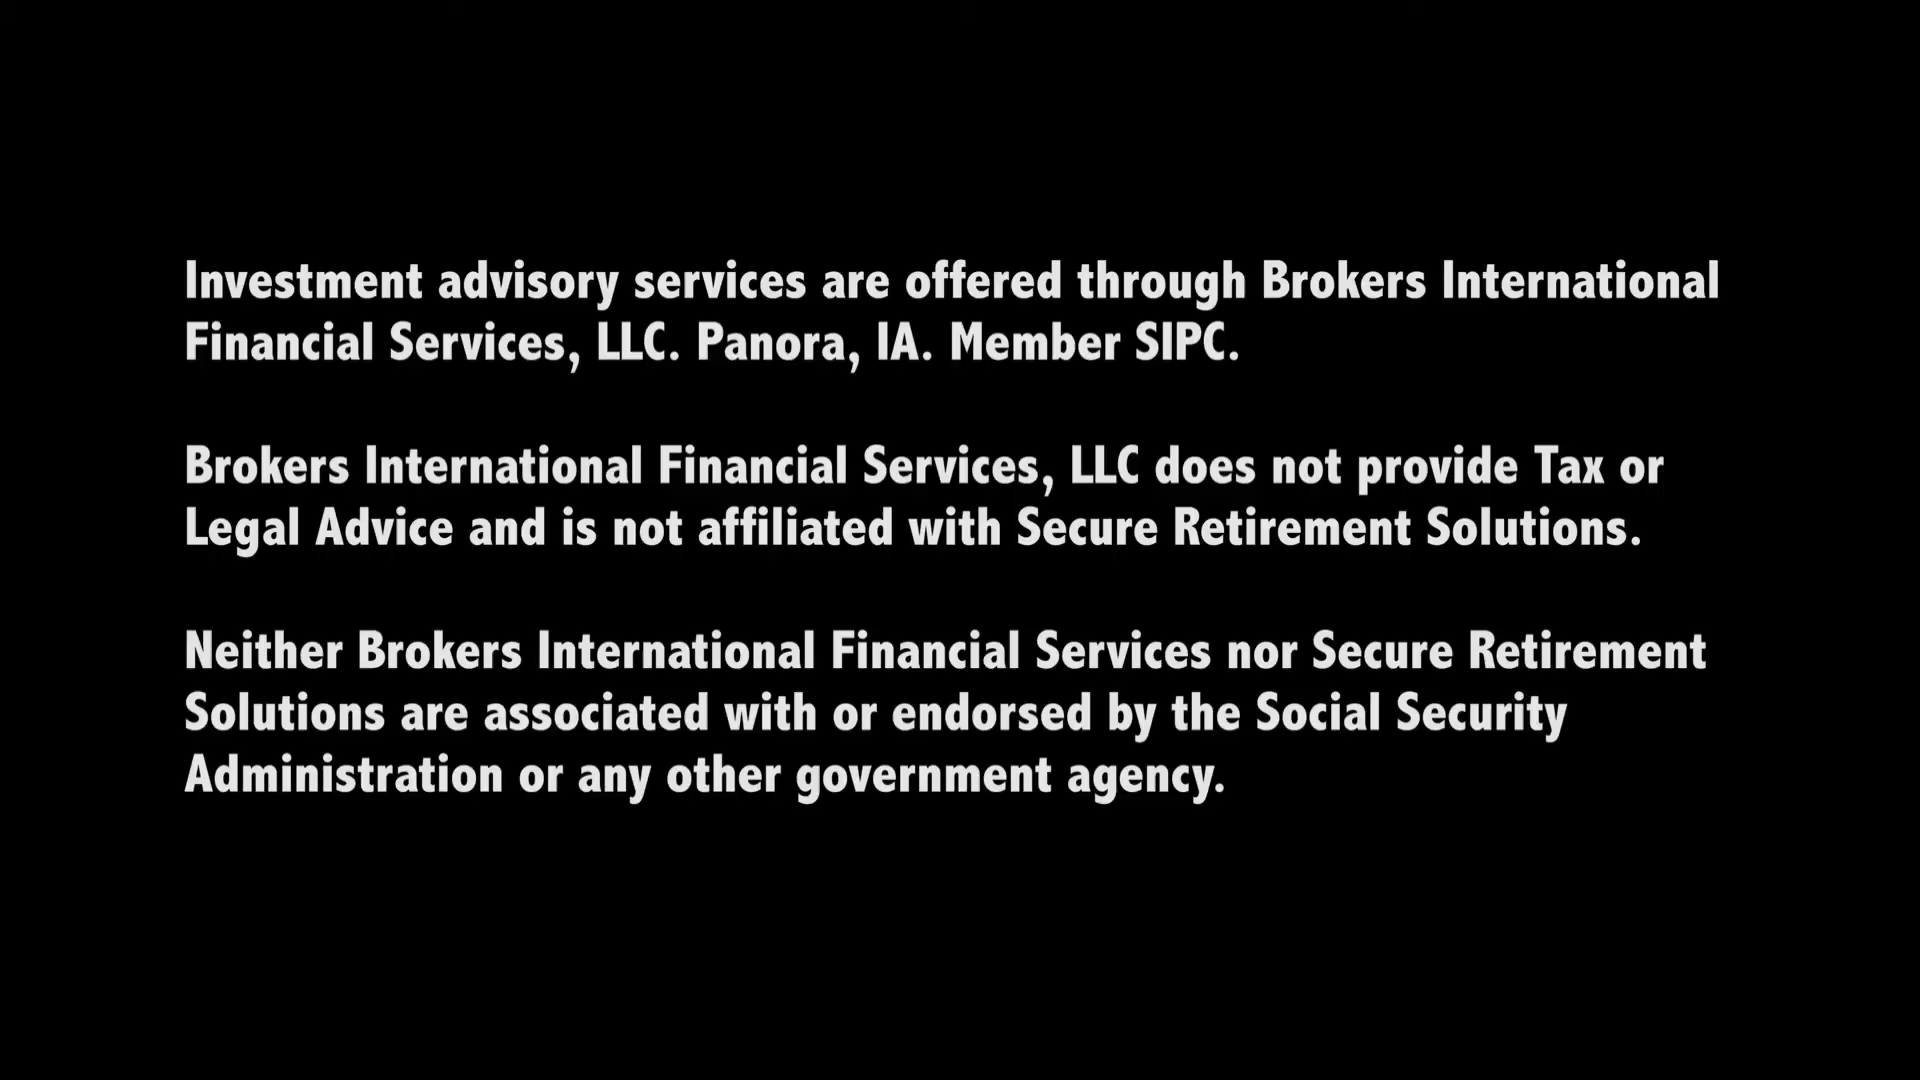 Investment advisory services are offered through Brokers International
Financial Services, LLC. Panora, IA. Member SIPC.
Brokers International Financial Services, LLC does not provide Tax or
Legal Advice and is not affiliated with Secure Retirement Solutions.
Neither Brokers International Financial Services nor Secure Retirement
Solutions are associated with or endorsed by the Social Security
Administration or any other government agency.